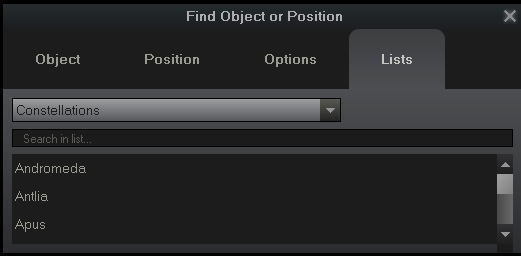 Find Object or Position
Object
Position
Options
Lists
Constellations
Search in list...
Andromeda
Antlia
Apus